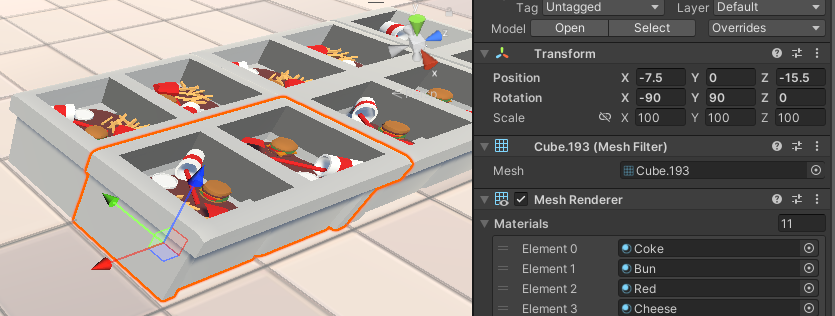 Tag Untagged Layer Default
Model Open Select Overrides
Transform
Position X -7.5 Y 0 Z -15.5
Rotation X -90 Y 90 Z 0
Scale X 100 Y 100 Z 100
Cube.193 (Mesh Filter)
Mesh Cube.193
Mesh Renderer
Materials 11
Element 0 Coke
Element 1 Bun
Element 2 Red
Element 3 Cheese
x